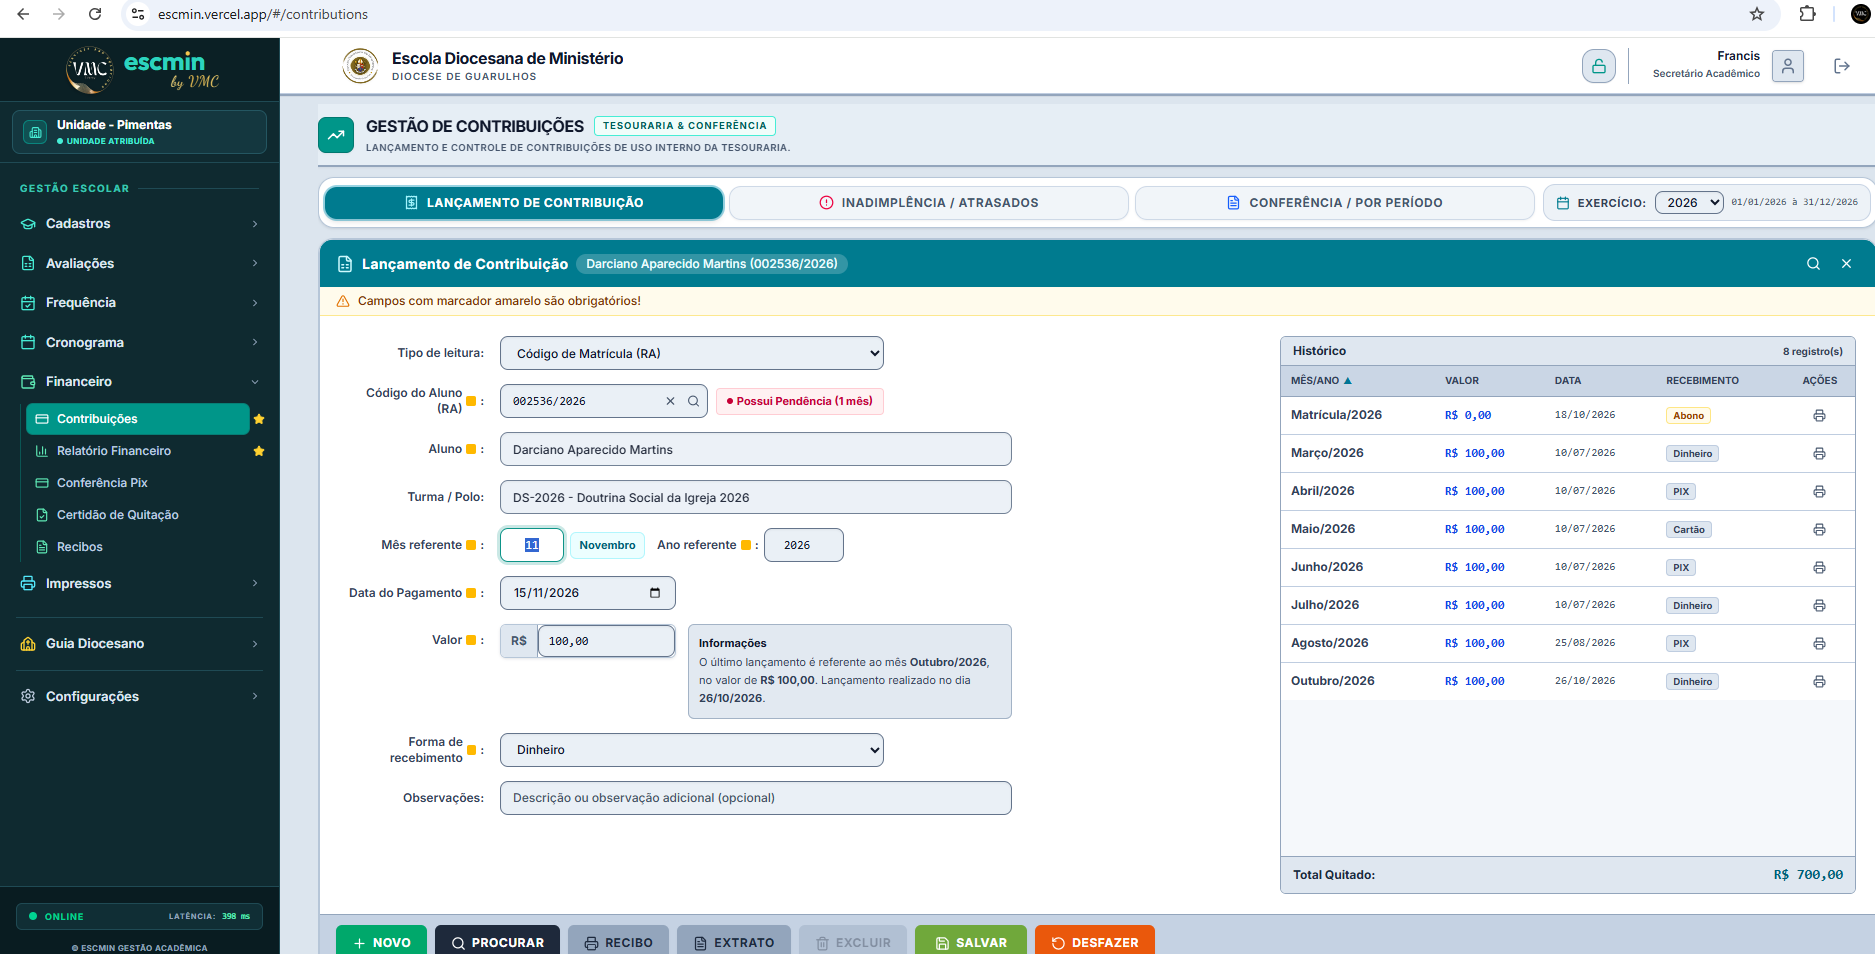 escmin.vercel.app/#/contributions
VMC
escmin
by VMC
Escola Diocesana de Ministério
DIOCESE DE GUARULHOS
Francis
Secretário Acadêmico
Unidade - Pimentas
UNIDADE ATRIBUÍDA
GESTÃO ESCOLAR
Cadastros
Avaliações
Frequência
Cronograma
Financeiro
Contribuições
Relatório Financeiro
Conferência Pix
Certidão de Quitação
Recibos
Impressos
Guia Diocesano
Configurações
ONLINE
LATÊNCIA: 398 ms
© ESCMIN GESTÃO ACADÊMICA
GESTÃO DE CONTRIBUIÇÕES
TESOURARIA & CONFERÊNCIA
LANÇAMENTO E CONTROLE DE CONTRIBUIÇÕES DE USO INTERNO DA TESOURARIA.
LANÇAMENTO DE CONTRIBUIÇÃO
INADIMPLÊNCIA / ATRASADOS
CONFERÊNCIA / POR PERÍODO
EXERCÍCIO: 2026 01/01/2026 à 31/12/2026
Lançamento de Contribuição Darciano Aparecido Martins (002536/2026)
Campos com marcador amarelo são obrigatórios!
Tipo de leitura: Código de Matrícula (RA)
Código do Aluno
(RA) : 002536/2026 Possui Pendência (1 mês)
Aluno : Darciano Aparecido Martins
Turma / Polo: DS-2026 - Doutrina Social da Igreja 2026
Mês referente : 11 Novembro Ano referente : 2026
Data do Pagamento : 15/11/2026
Valor : R$ 100,00
Informações
O último lançamento é referente ao mês Outubro/2026,
no valor de R$ 100,00. Lançamento realizado no dia
26/10/2026.
Forma de
recebimento : Dinheiro
Observações: Descrição ou observação adicional (opcional)
Histórico 8 registro(s)
MÊS/ANO ▲ VALOR DATA RECEBIMENTO AÇÕES
Matrícula/2026 R$ 0,00 18/10/2026 Abono
Março/2026 R$ 100,00 10/07/2026 Dinheiro
Abril/2026 R$ 100,00 10/07/2026 PIX
Maio/2026 R$ 100,00 10/07/2026 Cartão
Junho/2026 R$ 100,00 10/07/2026 PIX
Julho/2026 R$ 100,00 10/07/2026 Dinheiro
Agosto/2026 R$ 100,00 25/08/2026 PIX
Outubro/2026 R$ 100,00 26/10/2026 Dinheiro
Total Quitado: R$ 700,00
NOVO
PROCURAR
RECIBO
EXTRATO
EXCLUIR
SALVAR
DESFAZER